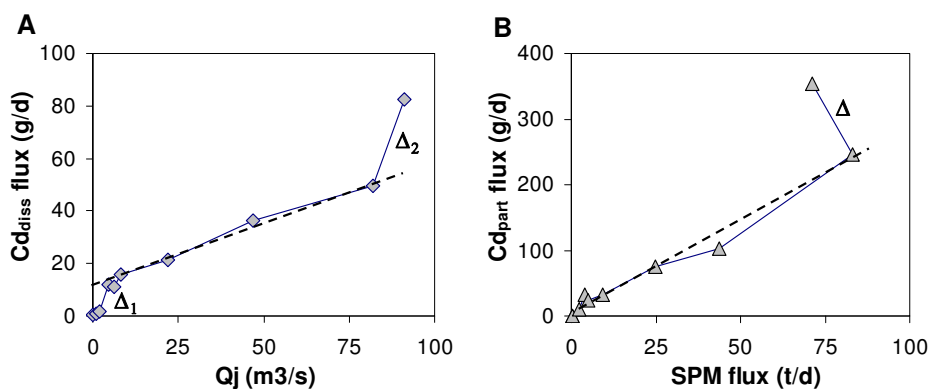 A
Cd_diss flux (g/d)
100
80
60
40
20
0
Δ₁
Δ₂
0 25 50 75 100
Qj (m3/s)
B
Cd_part flux (g/d)
400
300
200
100
0
Δ
0 25 50 75 100
SPM flux (t/d)